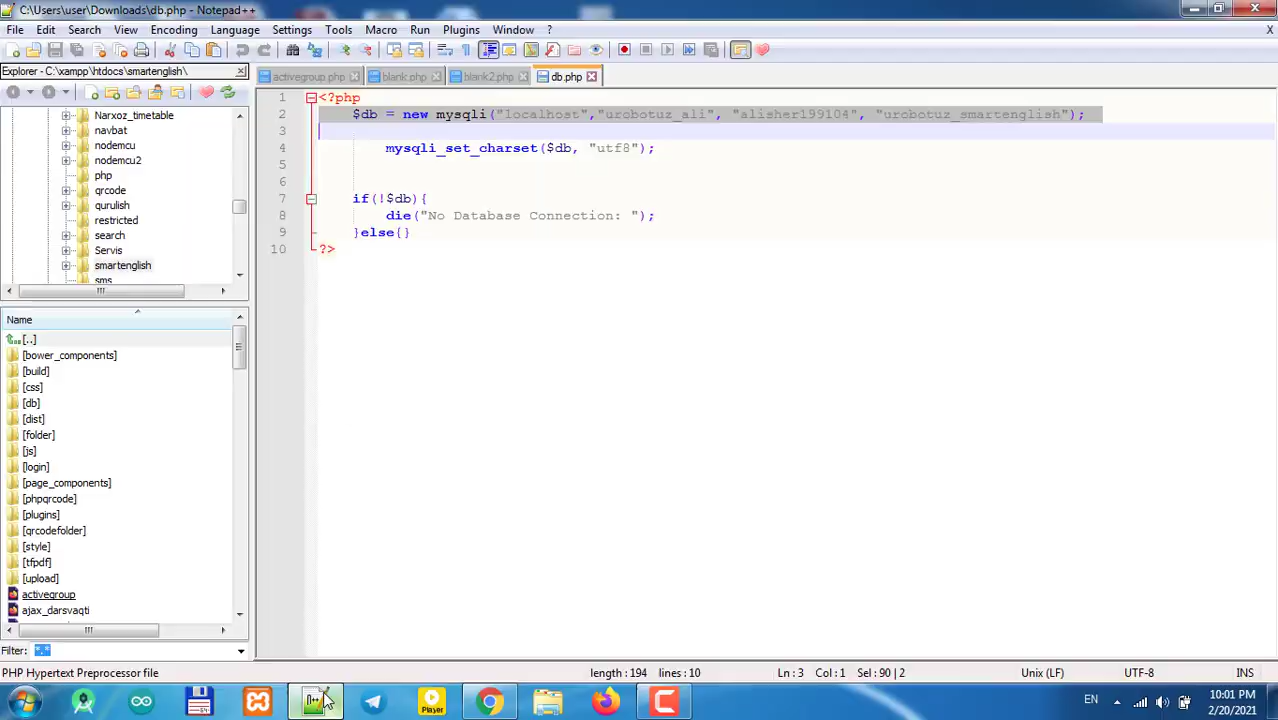 C:\Users\user\Downloads\db.php - Notepad++
File Edit Search View Encoding Language Settings Tools Macro Run Plugins Window ? X
Explorer - C:\xampp\htdocs\smartenglish\
activegroup.php blank.php blank2.php db.php
Narxoz_timetable
navbat
nodemcu
nodemcu2
php
qrcode
qurulish
restricted
search
Servis
smartenglish
sms
Name
[..]
[bower_components]
[build]
[css]
[db]
[dist]
[folder]
[js]
[login]
[page_components]
[phpqrcode]
[plugins]
[qrcodefolder]
[style]
[tfpdf]
[upload]
activegroup
ajax_darsvaqti
Filter: *.*
1 <?php
2 $db = new mysqli("localhost","urobotuz_ali", "alisher199104", "urobotuz_smartenglish");
3
4 mysqli_set_charset($db, "utf8");
5
6
7 if(!$db){
8 die("No Database Connection: ");
9 }else{}
10 ?>
PHP Hypertext Preprocessor file length : 194 lines : 10 Ln : 3 Col : 1 Sel : 90 | 2 Unix (LF) UTF-8 INS
Player
EN
10:01 PM
2/20/2021